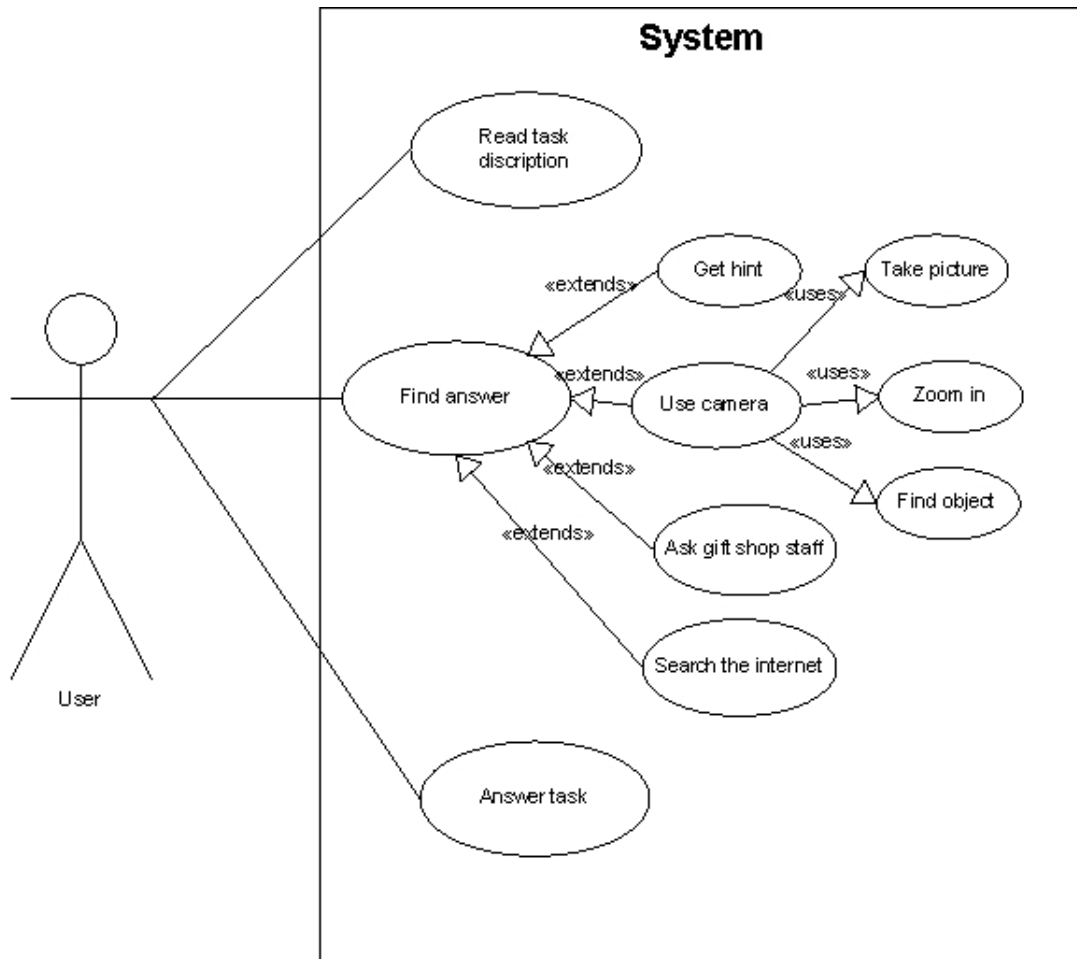 System
Read task
discription
Get hint
Take picture
«extends»
«uses»
«extends»
«uses»
Find answer
Use camera
Zoom in
«uses»
«extends»
Find object
«extends»
Ask gift shop staff
Search the internet
User
Answer task